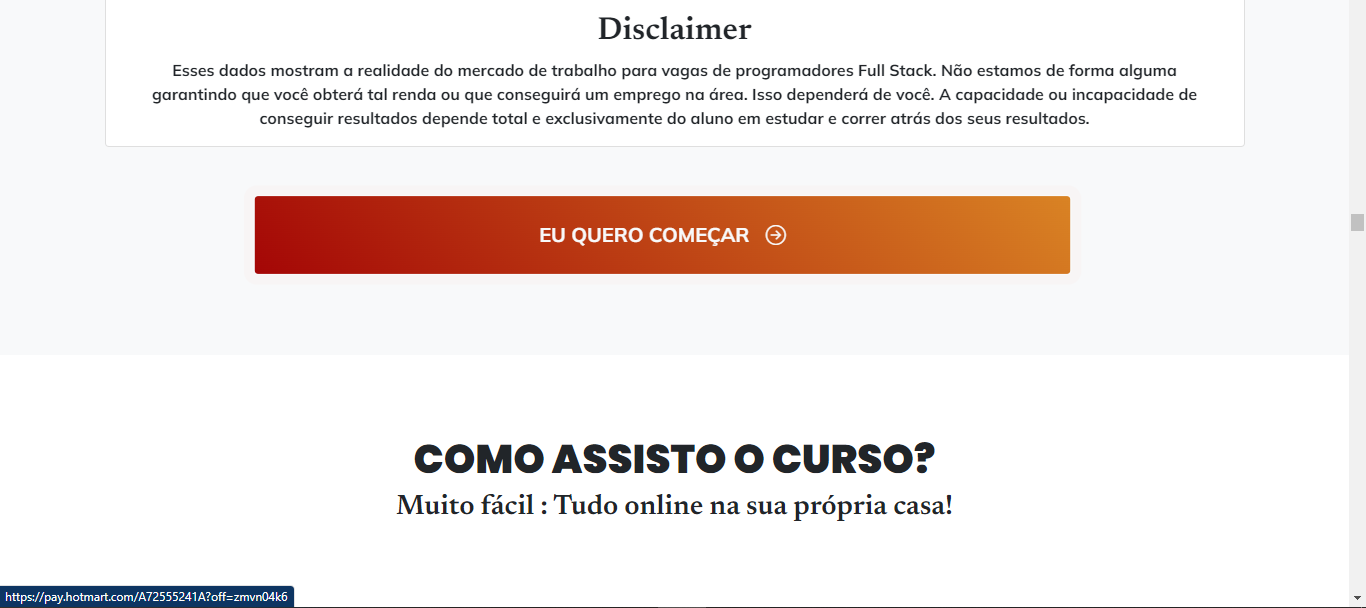 Disclaimer
Esses dados mostram a realidade do mercado de trabalho para vagas de programadores Full Stack. Não estamos de forma alguma
garantindo que você obterá tal renda ou que conseguirá um emprego na área. Isso dependerá de você. A capacidade ou incapacidade de
conseguir resultados depende total e exclusivamente do aluno em estudar e correr atrás dos seus resultados.
EU QUERO COMEÇAR
COMO ASSISTO O CURSO?
Muito fácil : Tudo online na sua própria casa!
https://pay.hotmart.com/A72555241A?off=zmvn04k6